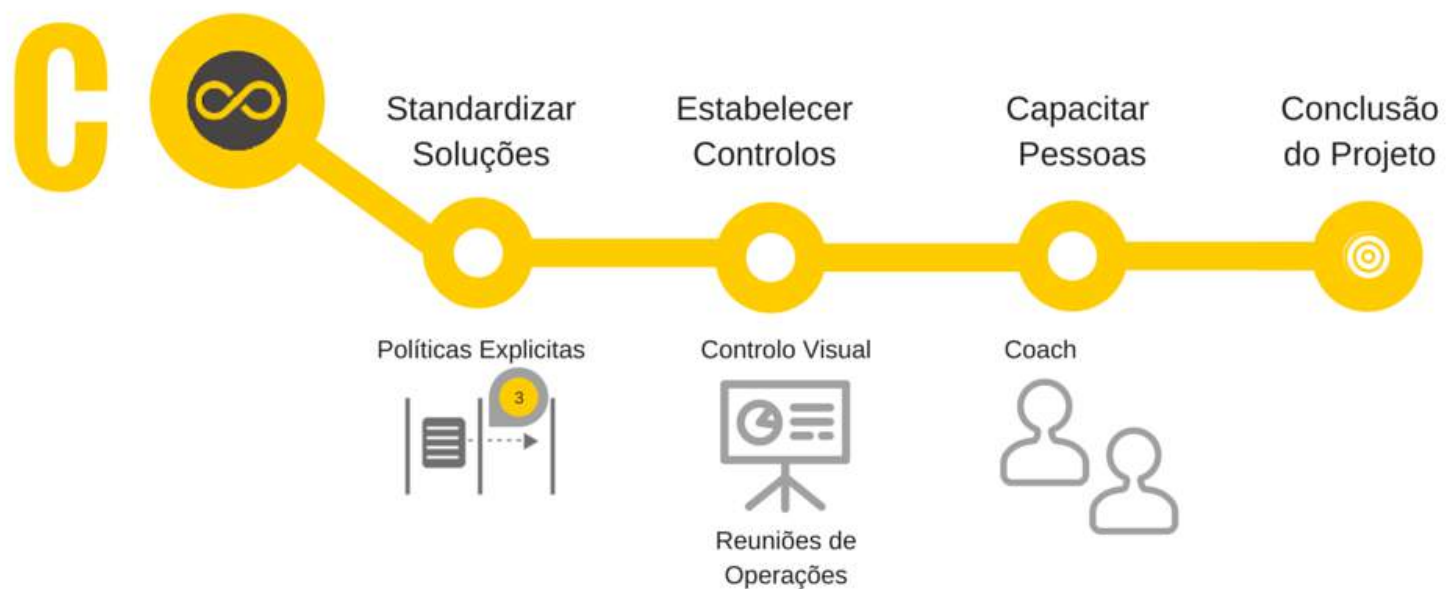 C
Standardizar
Soluções
Estabelecer
Controlos
Capacitar
Pessoas
Conclusão
do Projeto
Políticas Explicitas
3
Controlo Visual
Reuniões de
Operações
Coach